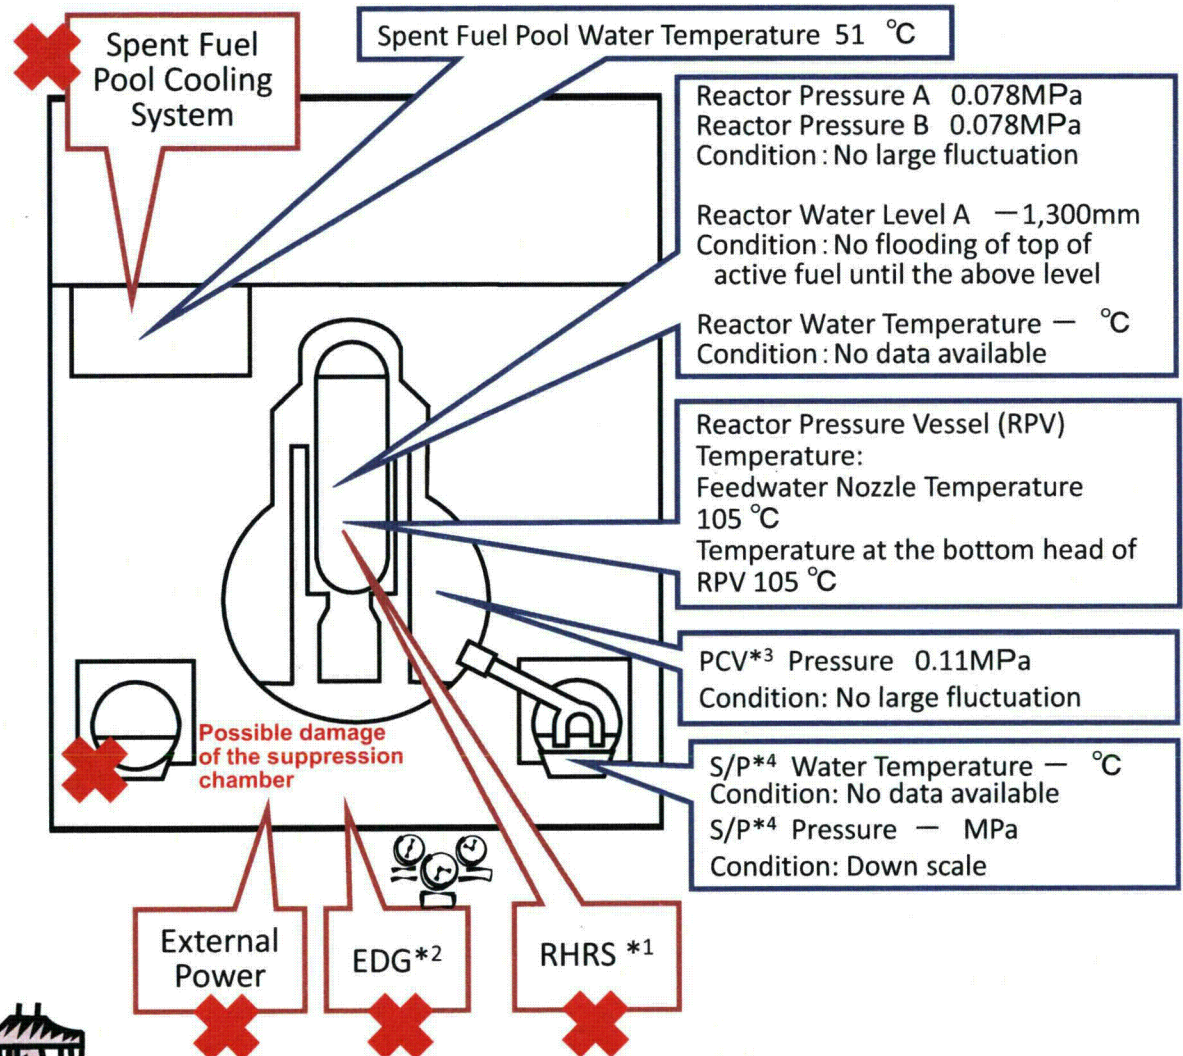 Spent Fuel
Pool Cooling
System
Spent Fuel Pool Water Temperature 51 ℃
Reactor Pressure A 0.078MPa
Reactor Pressure B 0.078MPa
Condition : No large fluctuation
Reactor Water Level A －1,300mm
Condition : No flooding of top of
active fuel until the above level
Reactor Water Temperature － ℃
Condition : No data available
Reactor Pressure Vessel (RPV)
Temperature:
Feedwater Nozzle Temperature
105 ℃
Temperature at the bottom head of
RPV 105 ℃
PCV*3 Pressure 0.11MPa
Condition: No large fluctuation
Possible damage
of the suppression
chamber
S/P*4 Water Temperature － ℃
Condition: No data available
S/P*4 Pressure － MPa
Condition: Down scale
External
Power
EDG*2
RHRS *1